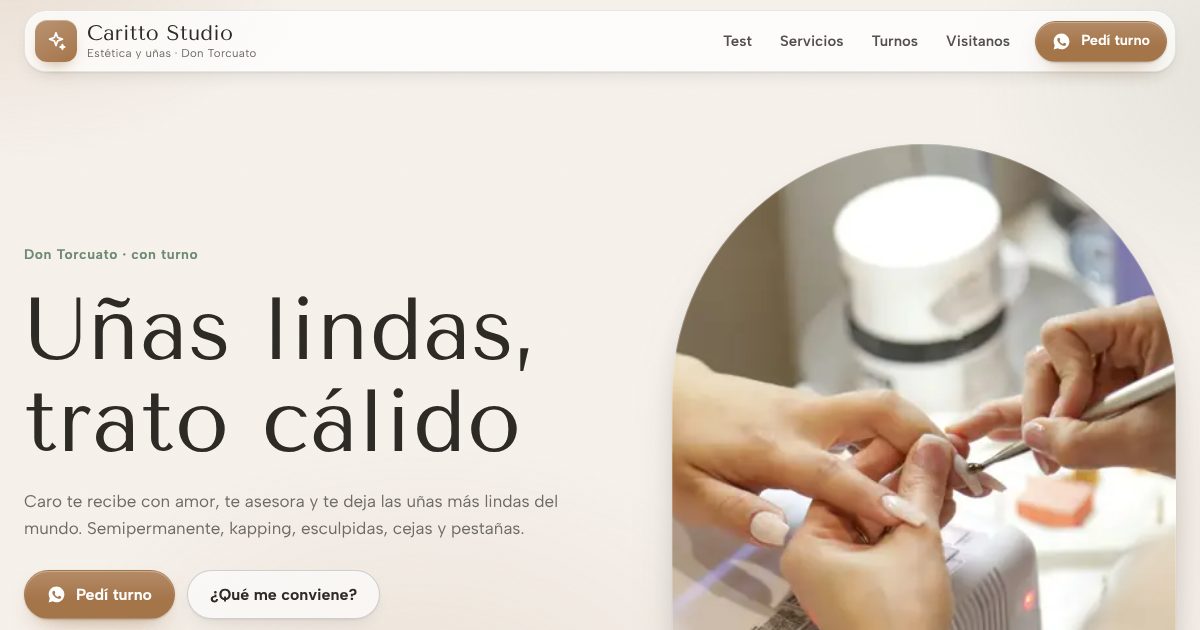 Caritto Studio
Estética y uñas · Don Torcuato
Test
Servicios
Turnos
Visitanos
Pedí turno
Don Torcuato · con turno
Uñas lindas,
trato cálido
Caro te recibe con amor, te asesora y te deja las uñas más lindas del
mundo. Semipermanente, kapping, esculpidas, cejas y pestañas.
Pedí turno
¿Qué me conviene?